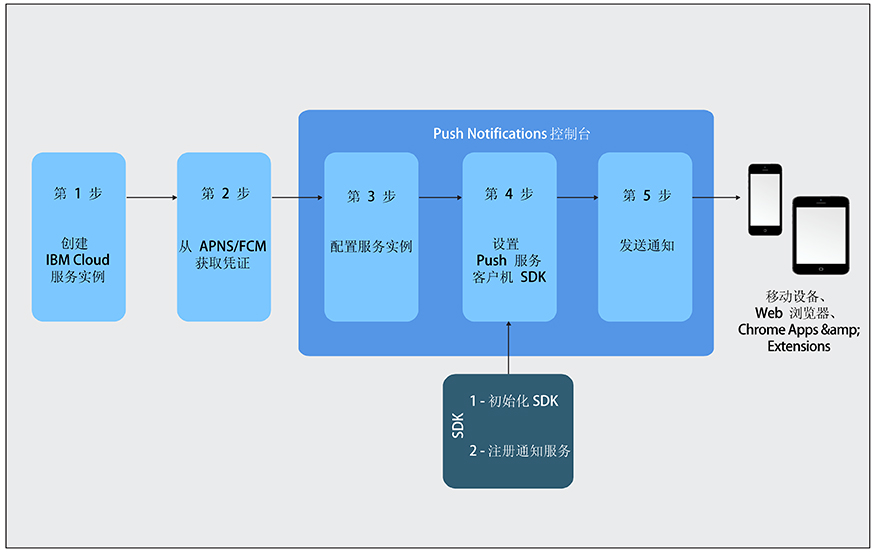 Push Notifications 控制台
第 1 步
创建
IBM Cloud
服务实例
第 2 步
从 APNS/FCM
获取凭证
第 3 步
配置服务实例
第 4 步
设置
Push 服务
客户机 SDK
第 5 步
发送通知
移动设备、
Web 浏览器、
Chrome Apps &amp;
Extensions
SDK
1 - 初始化 SDK
2 - 注册通知服务